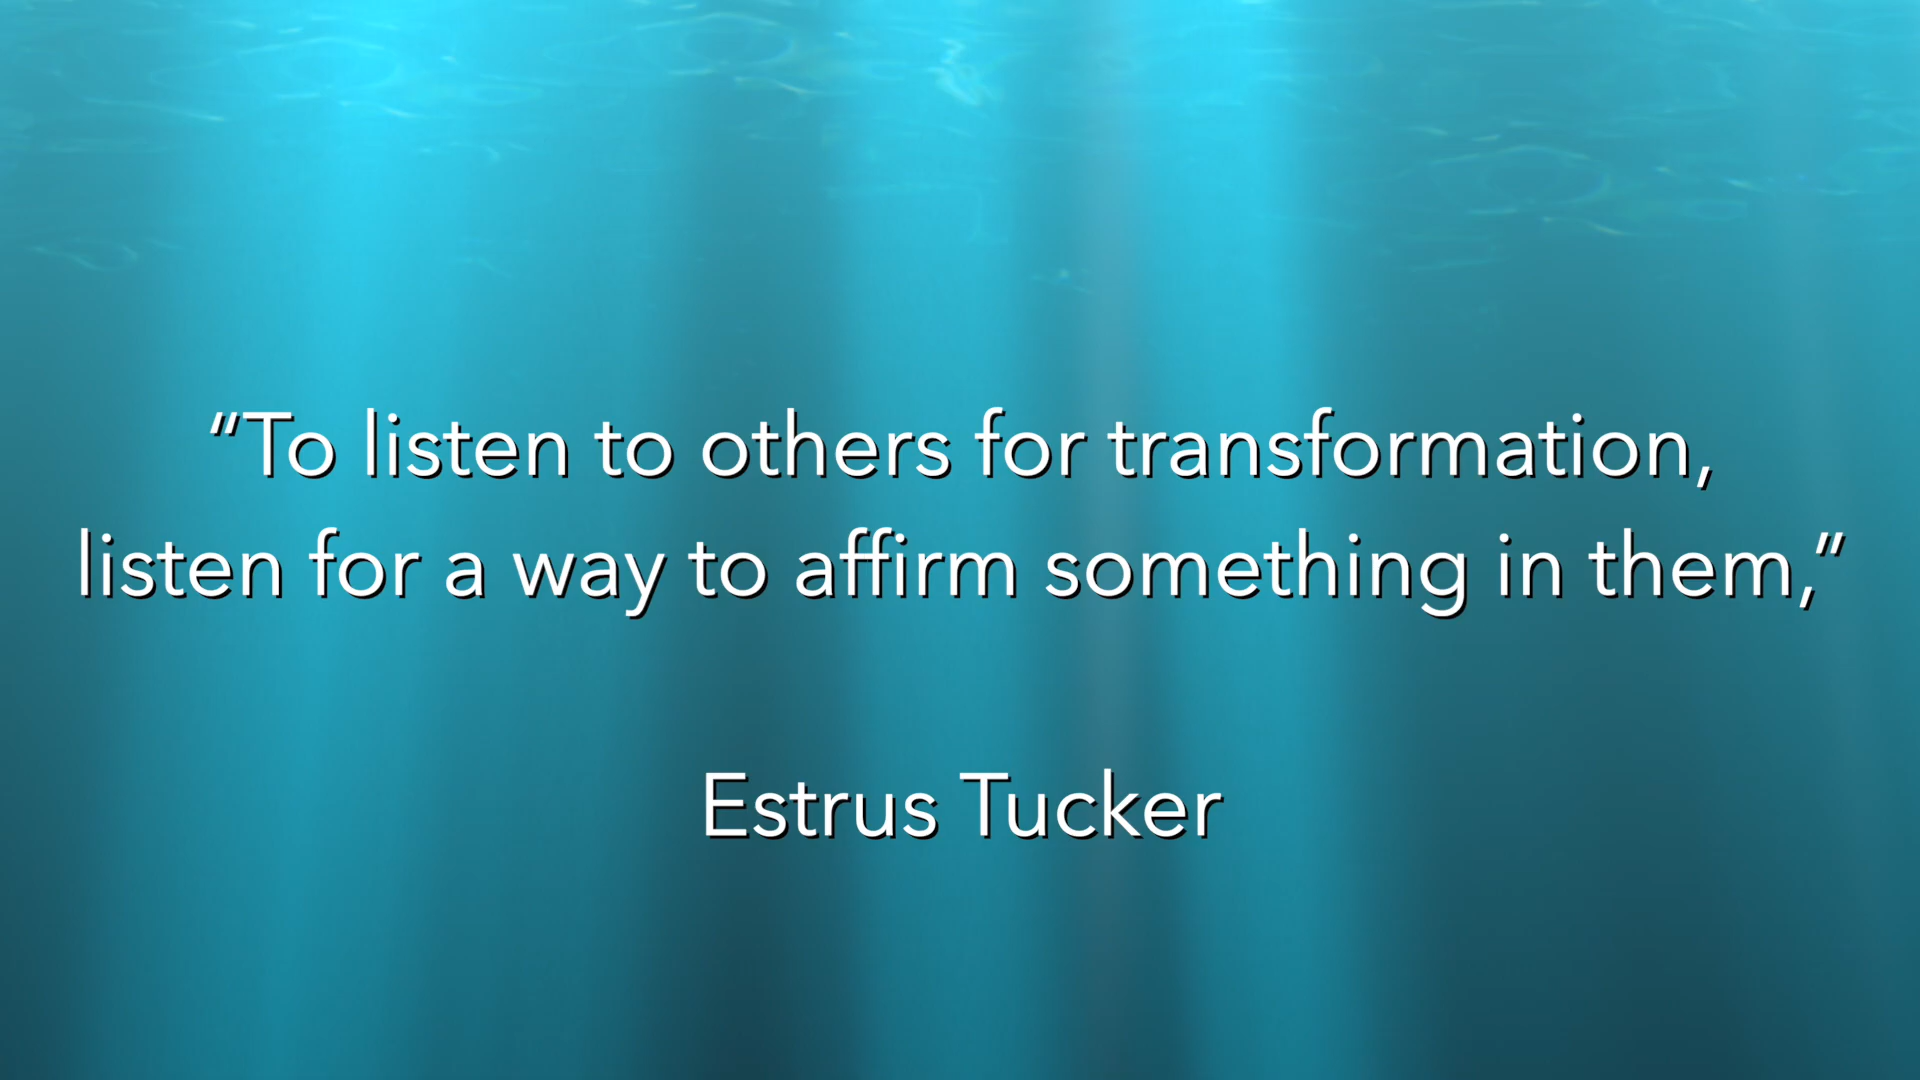 “To listen to others for transformation,
listen for a way to affirm something in them,”
Estrus Tucker